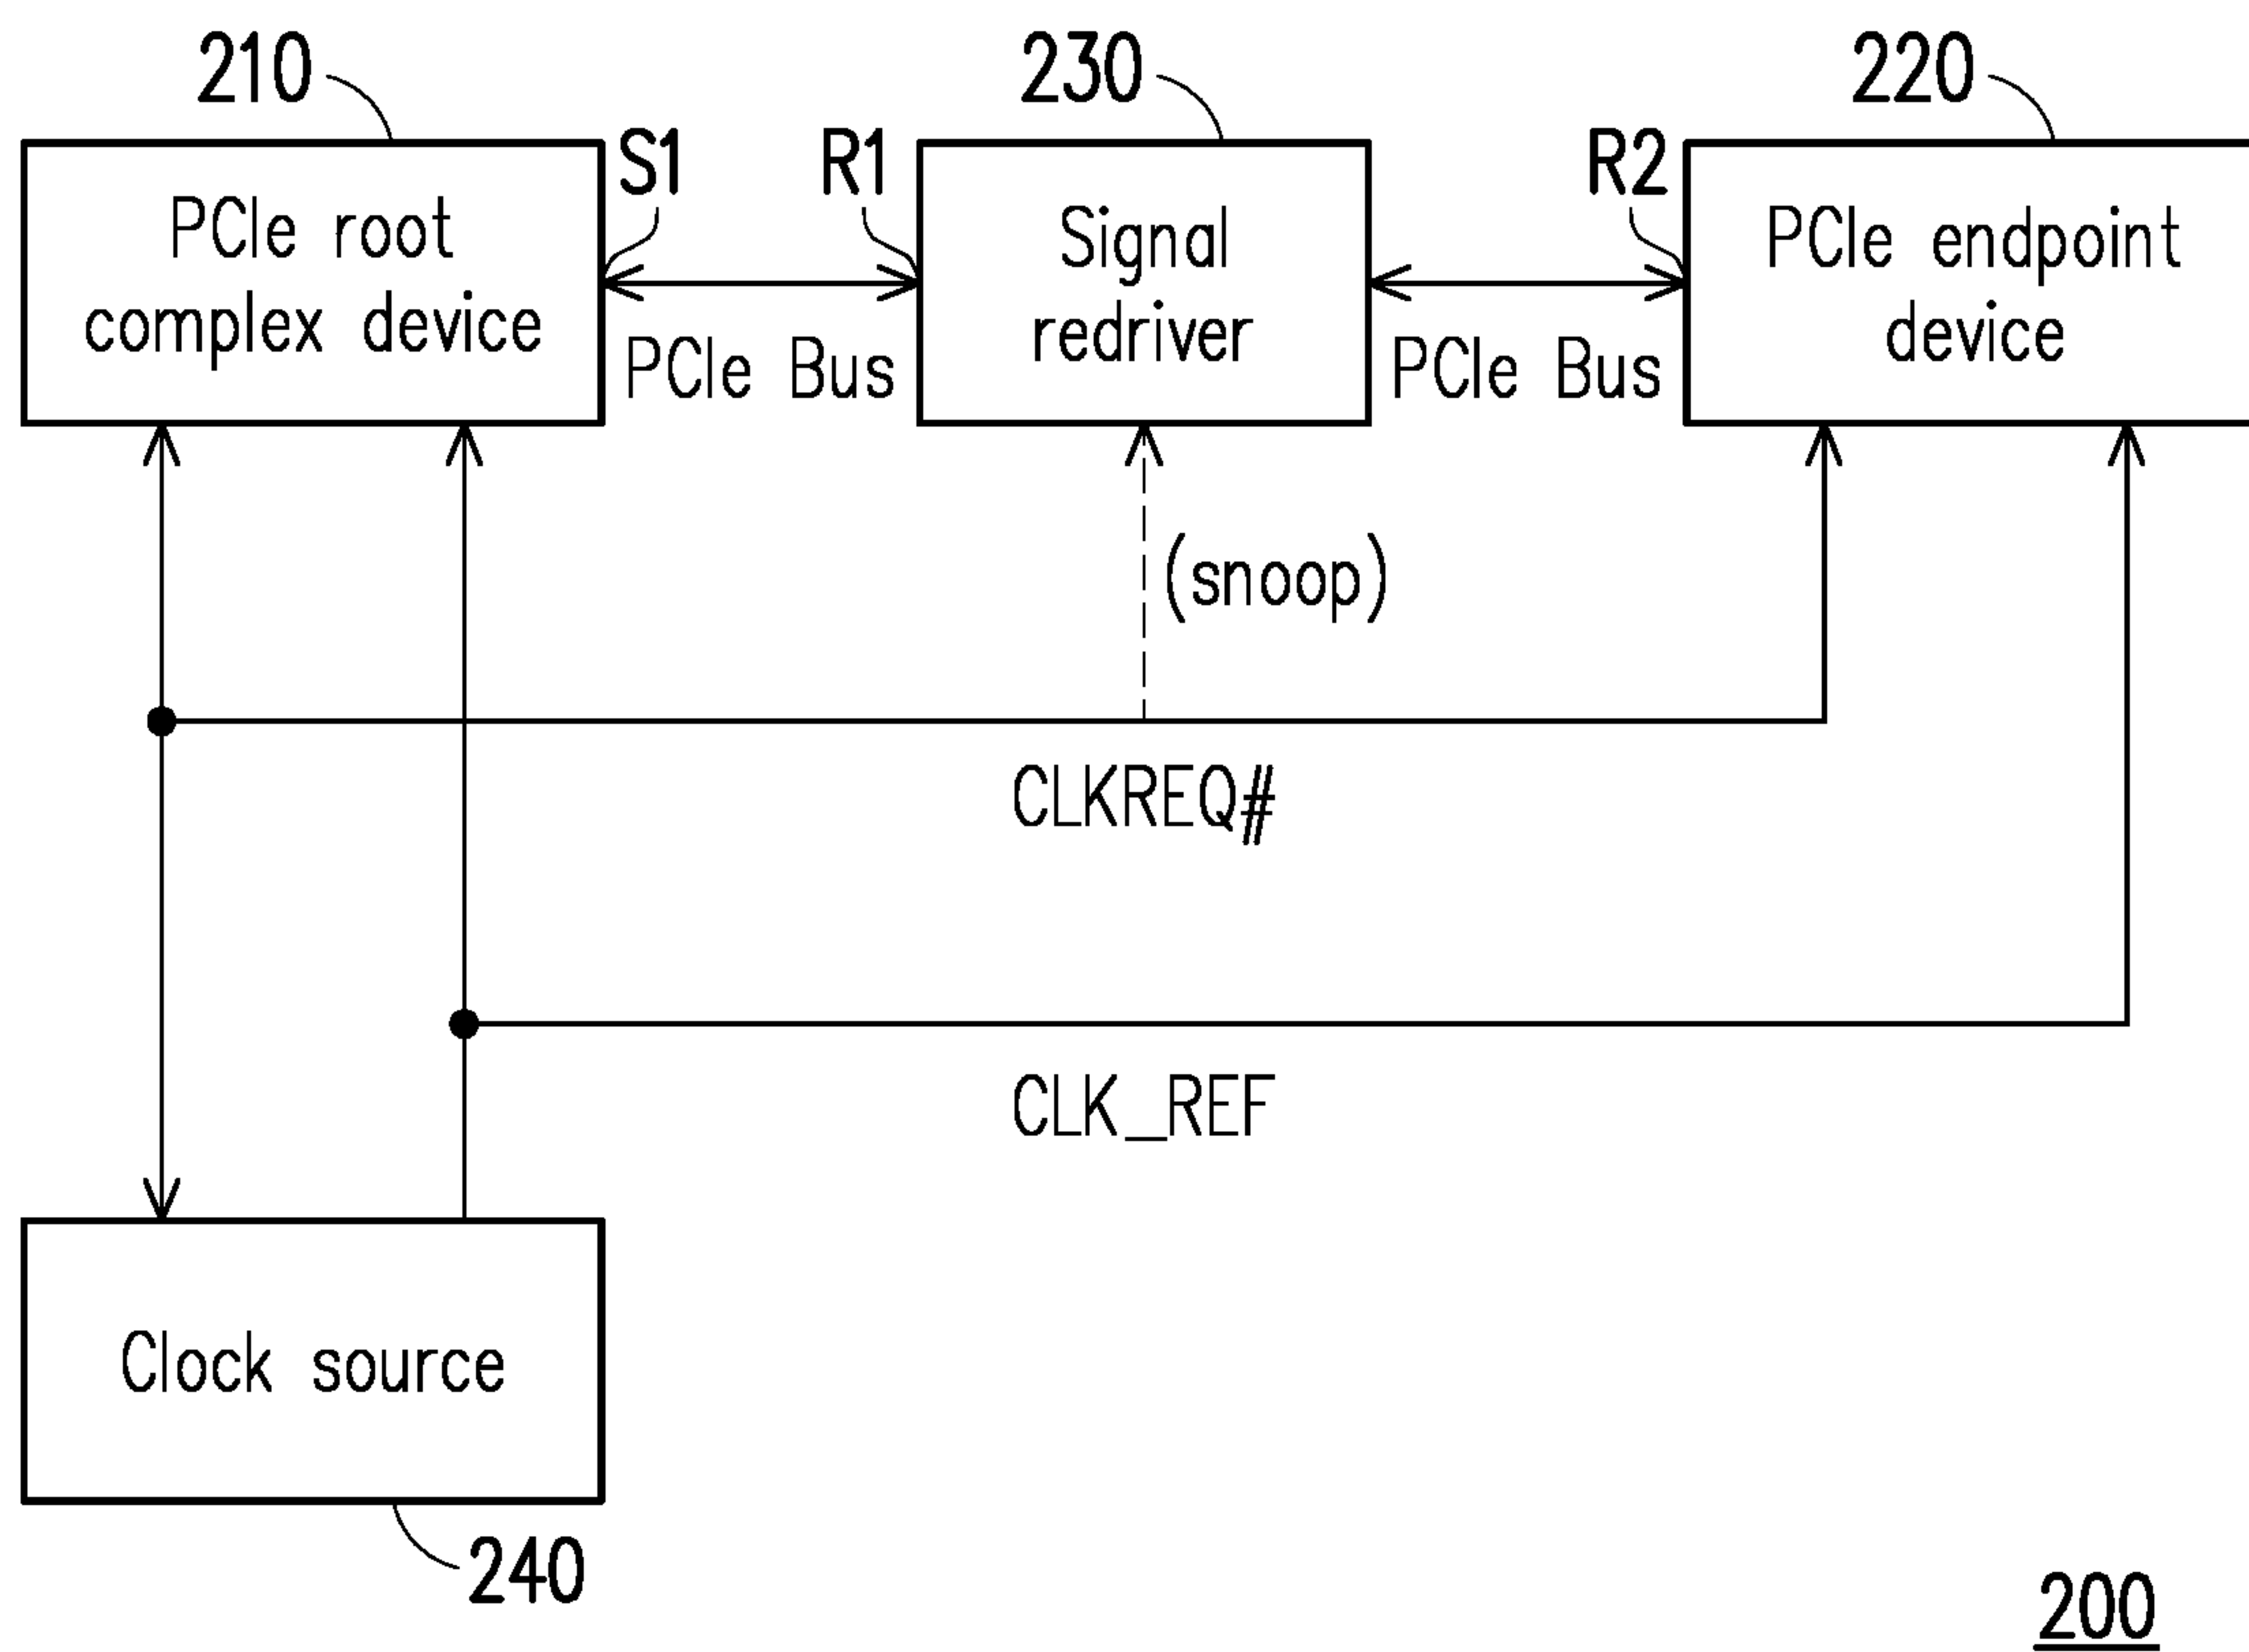 210
230
220
S1
R1
R2
PCIe root
complex device
Signal
redriver
PCIe endpoint
device
PCIe Bus
PCIe Bus
(snoop)
CLKREQ#
CLK_REF
Clock source
240
200